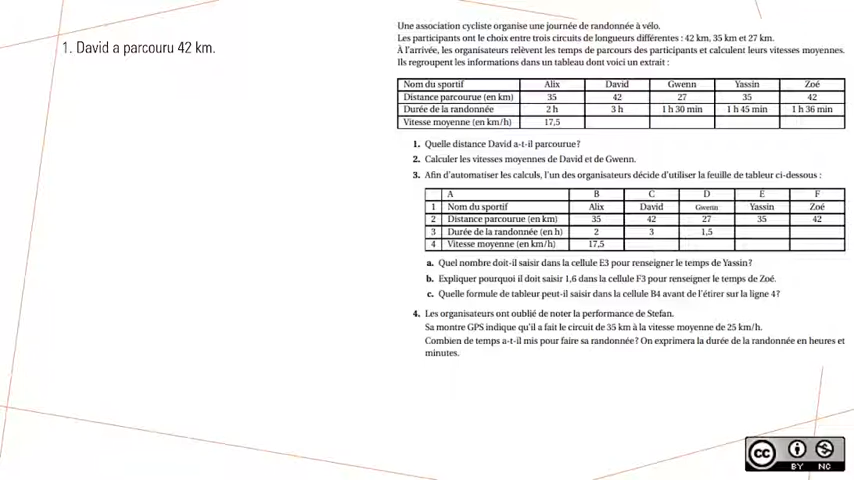 1. David a parcouru 42 km.
Une association cycliste organise une journée de randonnée à vélo.
Les participants ont le choix entre trois circuits de longueurs différentes : 42 km, 35 km et 27 km.
À l'arrivée, les organisateurs relèvent les temps de parcours des participants et calculent leurs vitesses moyennes.
Ils regroupent les informations dans un tableau dont voici un extrait :
Nom du sportif Alix David Gwenn Yassin Zoé
Distance parcourue (en km) 35 42 27 35 42
Durée de la randonnée 2 h 3 h 1 h 30 min 1 h 45 min 1 h 36 min
Vitesse moyenne (en km/h) 17,5
1. Quelle distance David a-t-il parcourue ?
2. Calculer les vitesses moyennes de David et de Gwenn.
3. Afin d'automatiser les calculs, l'un des organisateurs décide d'utiliser la feuille de tableur ci-dessous :
A B C D E F
1 Nom du sportif Alix David Gwenn Yassin Zoé
2 Distance parcourue (en km) 35 42 27 35 42
3 Durée de la randonnée (en h) 2 3 1,5
4 Vitesse moyenne (en km/h) 17,5
a. Quel nombre doit-il saisir dans la cellule E3 pour renseigner le temps de Yassin ?
b. Expliquer pourquoi il doit saisir 1,6 dans la cellule F3 pour renseigner le temps de Zoé.
c. Quelle formule de tableur peut-il saisir dans la cellule B4 avant de l'étirer sur la ligne 4 ?
4. Les organisateurs ont oublié de noter la performance de Stefan.
Sa montre GPS indique qu'il a fait le circuit de 35 km à la vitesse moyenne de 25 km/h.
Combien de temps a-t-il mis pour faire sa randonnée ? On exprimera la durée de la randonnée en heures et
minutes.
cc
BY NC